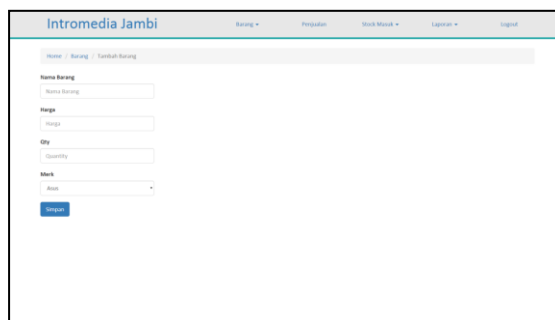 Intromedia Jambi Barang Penjualan Stock Masuk Laporan Logout
Home / Barang / Tambah Barang
Nama Barang
Nama Barang
Harga
Harga
Qty
Quantity
Merk
Asus
Simpan